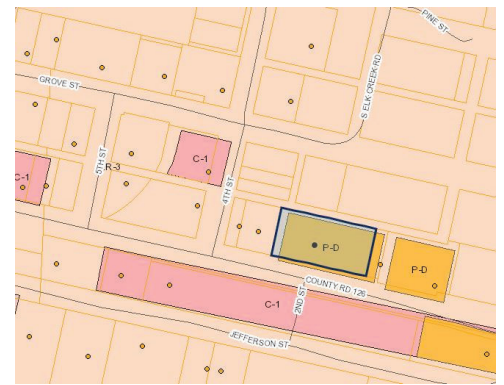 PINE ST
S ELK CREEK RD
GROVE ST
5TH ST
R-3
C-1
C-1
4TH ST
P-D
P-D
COUNTY RD 126
2ND ST
C-1
JEFFERSON ST